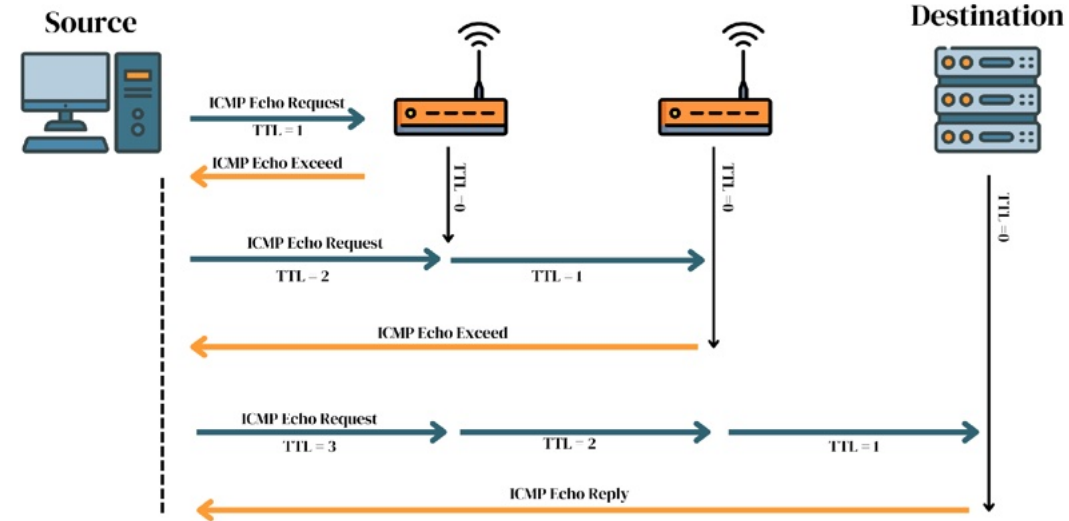 Source
Destination
ICMP Echo Request
TTL = 1
ICMP Echo Exceed
TTL =0
TTL =0
TTL =0
ICMP Echo Request
TTL = 2
TTL = 1
ICMP Echo Exceed
ICMP Echo Request
TTL = 3
TTL = 2
TTL = 1
ICMP Echo Reply